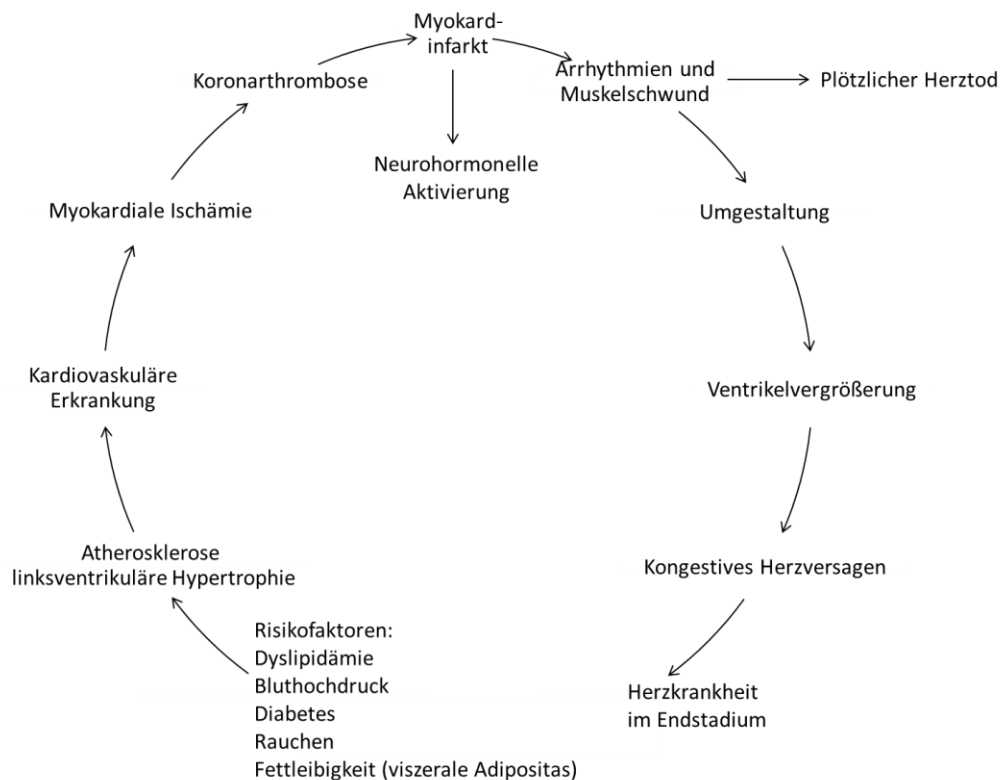 Myokard-
infarkt
Koronarthrombose
Arrhythmien und
Muskelschwund
Plötzlicher Herztod
Neurohormonelle
Aktivierung
Myokardiale Ischämie
Umgestaltung
Kardiovaskuläre
Erkrankung
Ventrikelvergrößerung
Atherosklerose
linksventrikuläre Hypertrophie
Kongestives Herzversagen
Risikofaktoren:
Dyslipidämie
Bluthochdruck
Diabetes
Rauchen
Fettleibigkeit (viszerale Adipositas)
Herzkrankheit
im Endstadium